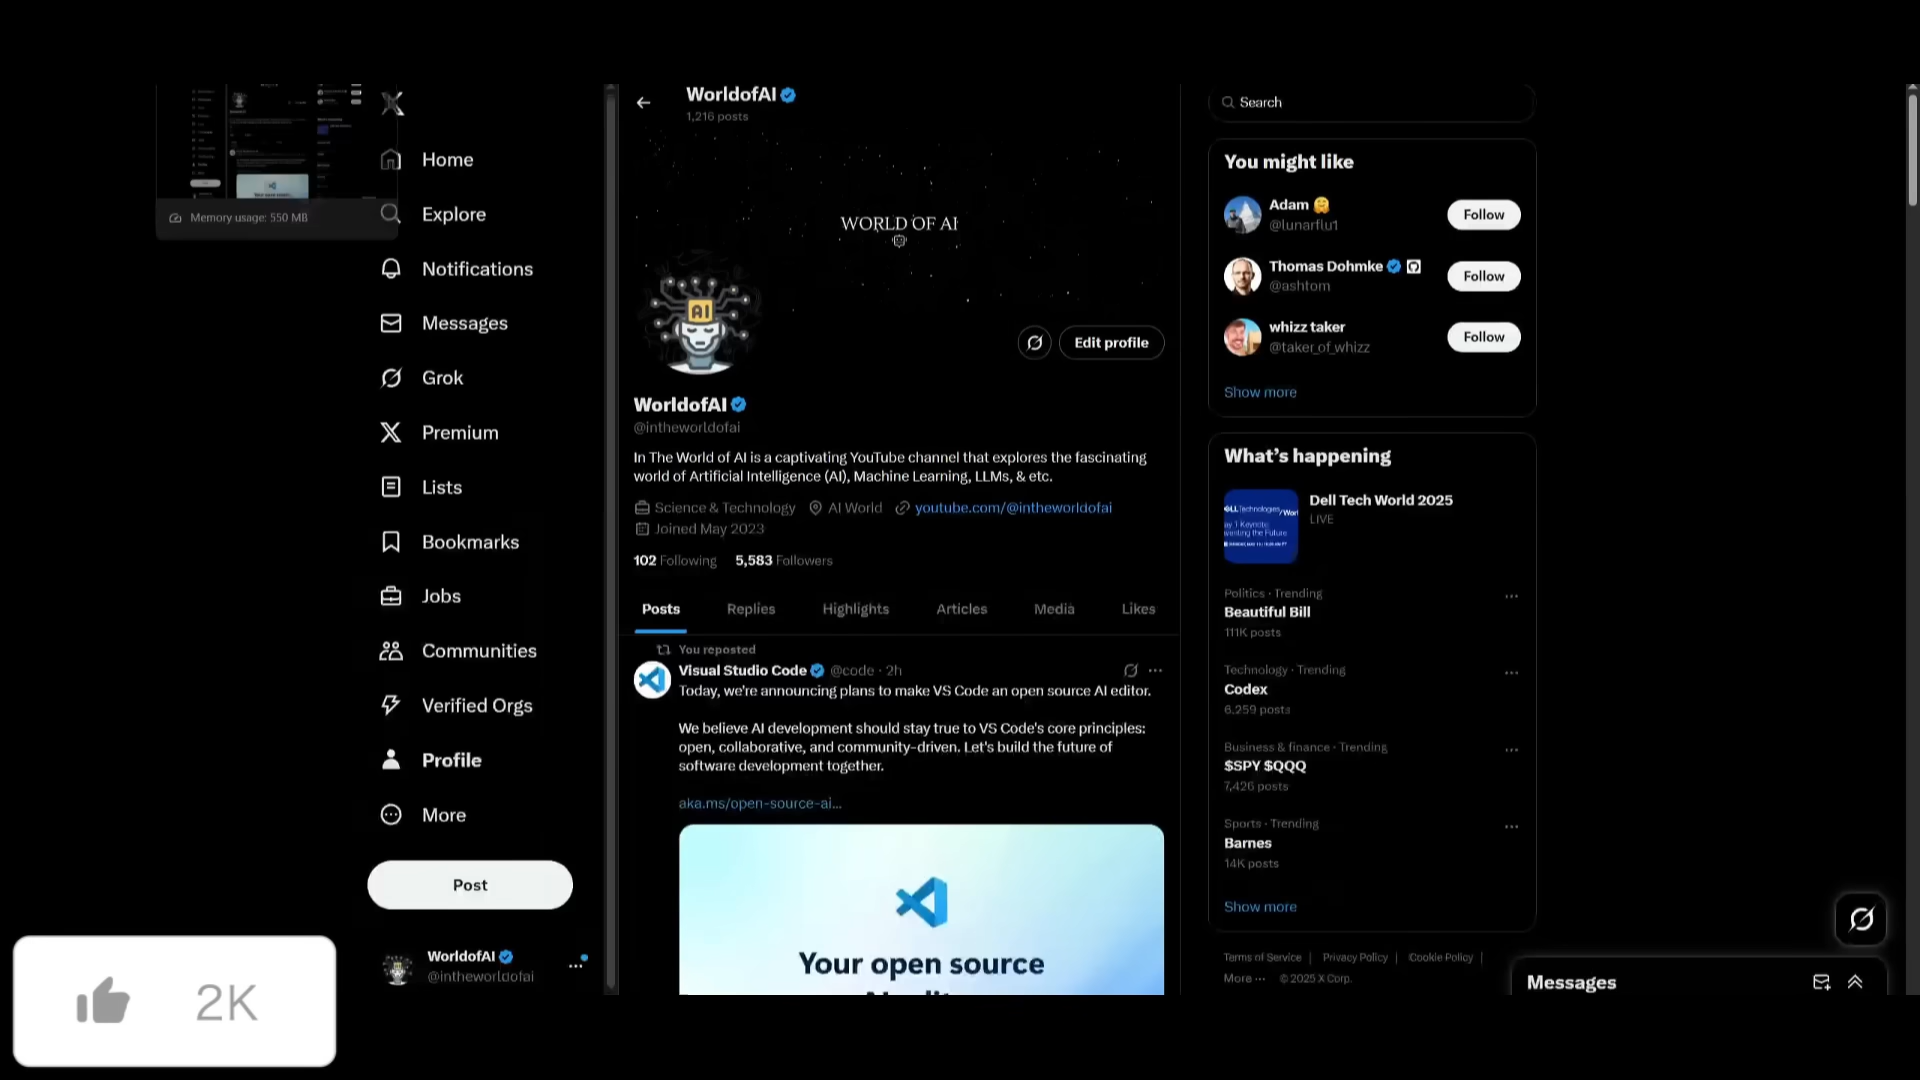 Memory usage: 550 MB
Home
Explore
Notifications
Messages
Grok
Premium
Lists
Bookmarks
Jobs
Communities
Verified Orgs
Profile
More
Post
WorldofAI
@intheworldofai
2K
WorldofAI
1,216 posts
WORLD OF AI
AI
Edit profile
WorldofAI
@intheworldofai
In The World of AI is a captivating YouTube channel that explores the fascinating
world of Artificial Intelligence (AI), Machine Learning, LLMs, & etc.
Science & Technology AI World youtube.com/@intheworldofai
Joined May 2023
102 Following 5,583 Followers
Posts Replies Highlights Articles Media Likes
You reposted
Visual Studio Code @code · 2h
Today, we're announcing plans to make VS Code an open source AI editor.
We believe AI development should stay true to VS Code's core principles:
open, collaborative, and community-driven. Let's build the future of
software development together.
aka.ms/open-source-ai...
Your open source
Search
You might like
Adam
@lunarflu1
Follow
Thomas Dohmke
@ashtom
Follow
whizz taker
@taker_of_whizz
Follow
Show more
What's happening
Dell Tech World 2025
LIVE
Politics · Trending
Beautiful Bill
111K posts
Technology · Trending
Codex
6,259 posts
Business & finance · Trending
$SPY $QQQ
7,426 posts
Sports · Trending
Barnes
14K posts
Show more
Terms of Service | Privacy Policy | Cookie Policy |
More ··· © 2025 X Corp.
Messages